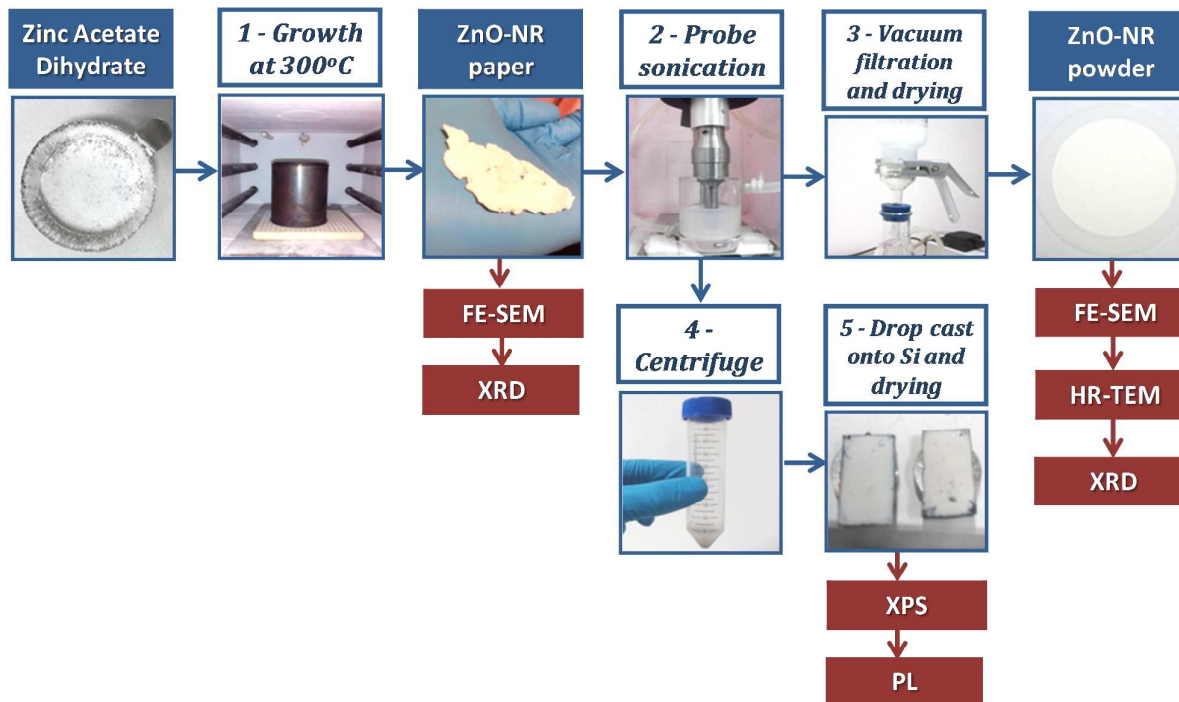 Zinc Acetate
Dihydrate
1 - Growth
at 300°C
ZnO-NR
paper
2 - Probe
sonication
3 - Vacuum
filtration
and drying
ZnO-NR
powder
FE-SEM
XRD
4 -
Centrifuge
5 - Drop cast
onto Si and
drying
FE-SEM
HR-TEM
XRD
XPS
PL